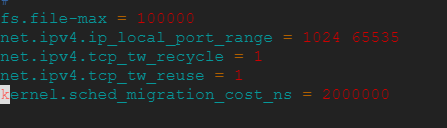 #
fs.file-max = 100000
net.ipv4.ip_local_port_range = 1024 65535
net.ipv4.tcp_tw_recycle = 1
net.ipv4.tcp_tw_reuse = 1
kernel.sched_migration_cost_ns = 2000000